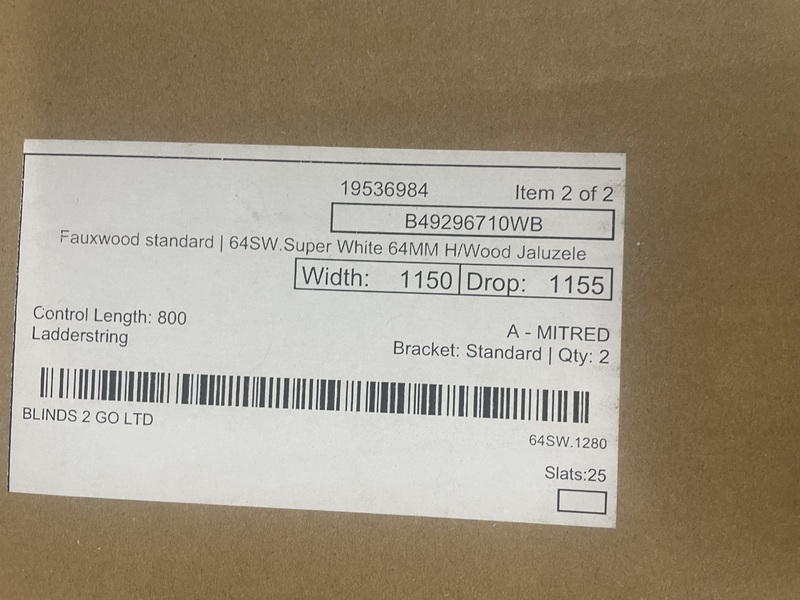 19536984 Item 2 of 2
B49296710WB
Fauxwood standard | 64SW.Super White 64MM H/Wood Jaluzele
Width: 1150 Drop: 1155
Control Length: 800
Ladderstring
A - MITRED
Bracket: Standard | Qty: 2
BLINDS 2 GO LTD
64SW.1280
Slats:25